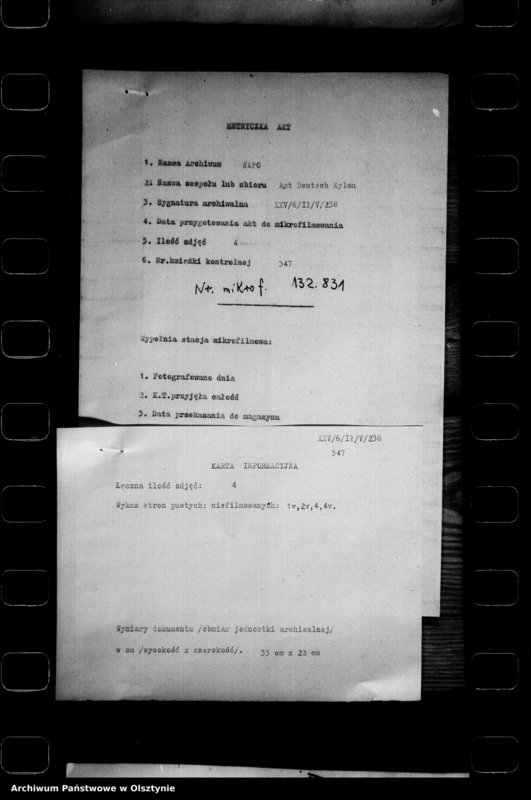 METRYCZKA AKT
1. Nazwa Archiwum WAPO
2. Nazwa zespołu lub zbioru Amt Deutsch Eylau
3. Sygnatura archiwalna XXV/6/Ił/V/238
4. Data przygotowania akt do mikrofilmowania
5. Ilość zdjęć 4
6. Nr.książki kontrolnej 347
Nr. mikrof. 132.831
Wypełnia stacja mikrofilmowa:
1. Fotografowano dnia
2. K.T.przyjęła całość
3. Data przekazania do magazynu
XXV/6/Ił/V/238
347
KARTA INFORMACYJNA
Łączna ilość zdjęć: 4
Wykaz stron pustych: niefilmowanych: 1v,2v,4,4v.
Wymiary dokumentu /obmiar jednostki archiwalnej/
w cm /wysokość x szerokość/. 33 cm x 22 cm
Archiwum Państwowe w Olsztynie